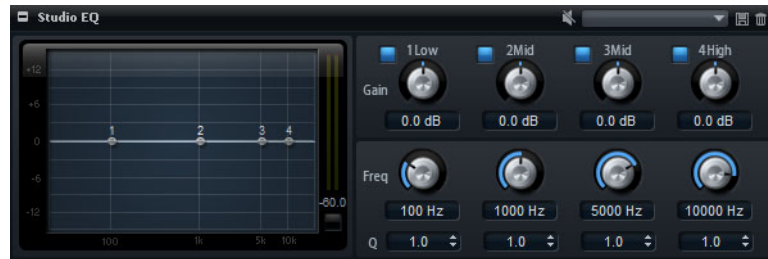 Studio EQ
1Low 2Mid 3Mid 4High
Gain
0.0 dB 0.0 dB 0.0 dB 0.0 dB
+12
+6
0
-6
-12
1 2 3 4
-60.0
100 1k 5k 10k
Freq
100 Hz 1000 Hz 5000 Hz 10000 Hz
Q 1.0 1.0 1.0 1.0